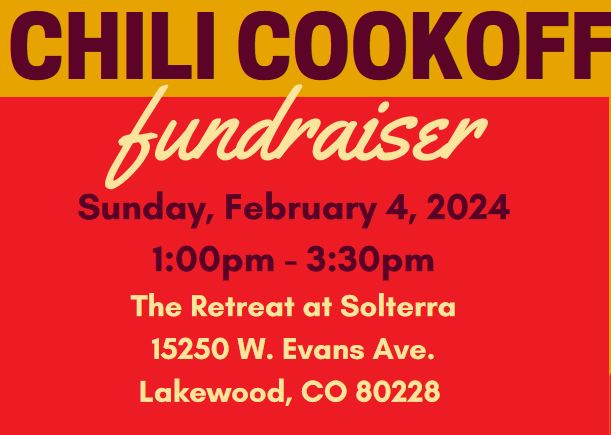 CHILI COOKOFF
fundraiser
Sunday, February 4, 2024
1:00pm - 3:30pm
The Retreat at Solterra
15250 W. Evans Ave.
Lakewood, CO 80228